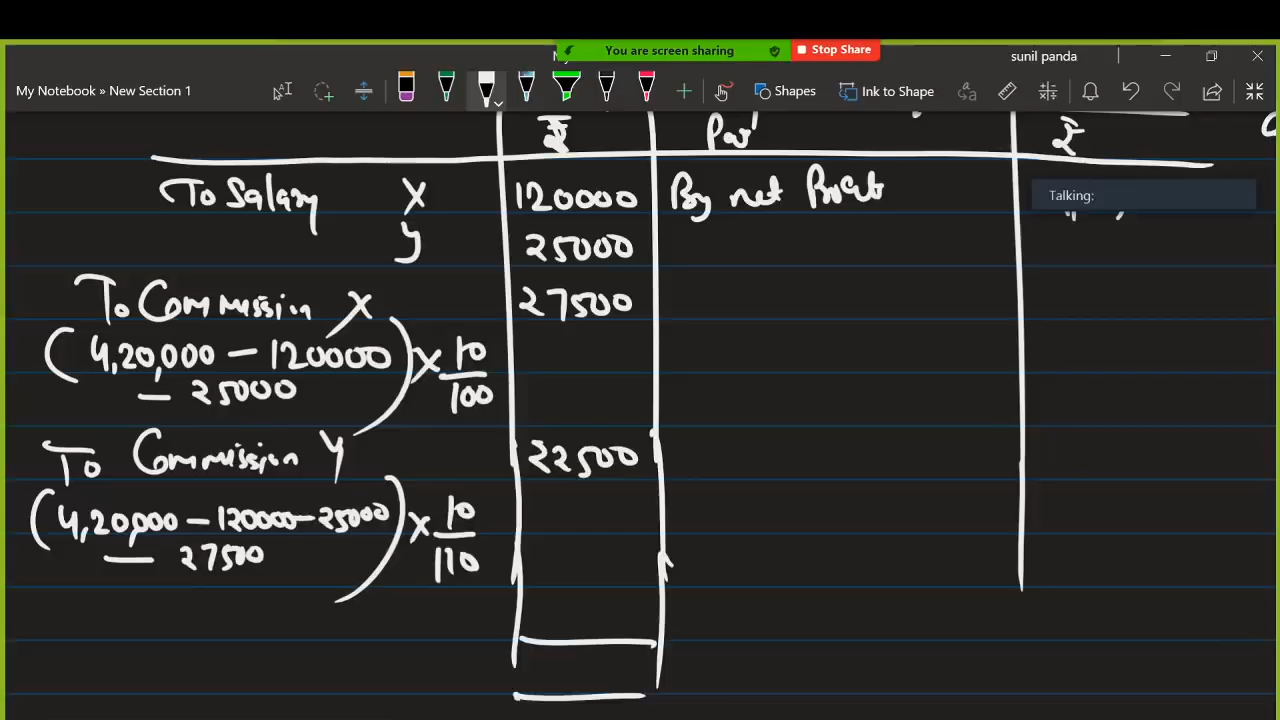 You are screen sharing Stop Share
sunil panda
My Notebook » New Section 1
Shapes Ink to Shape
₹ Par ₹
To Salary X 120000 By net Profit
Talking:
y 25000
To Commission X 27500
(4,20,000 - 120000 - 25000) x 10/100
To Commission y 22500
(4,20,000 - 120000 - 25000 - 27500) x 10/110